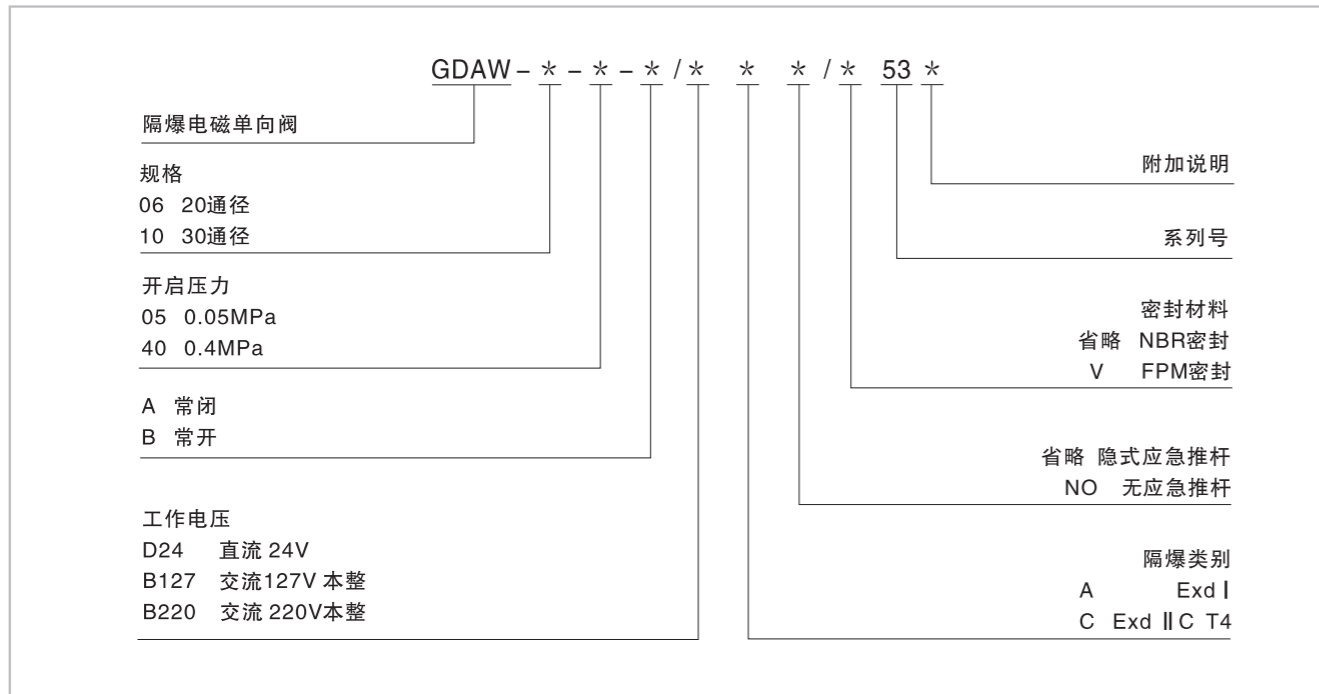 GDAW - * - * - * / * * * / * 53 *
隔爆电磁单向阀
规格
06 20通径
10 30通径
开启压力
05 0.05MPa
40 0.4MPa
A 常闭
B 常开
工作电压
D24 直流 24V
B127 交流127V 本整
B220 交流 220V本整
附加说明
系列号
密封材料
省略 NBR密封
V FPM密封
省略 隐式应急推杆
NO 无应急推杆
隔爆类别
A Exd Ⅰ
C Exd ⅡC T4